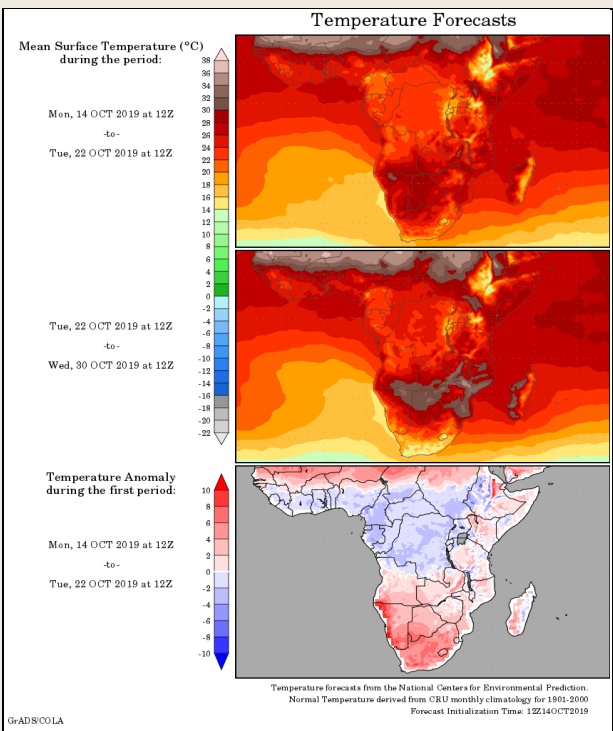 Temperature Forecasts
Mean Surface Temperature (°C)
during the period:
Mon, 14 OCT 2019 at 12Z
-to-
Tue, 22 OCT 2019 at 12Z
38
36
34
32
30
28
26
24
22
20
18
16
14
12
10
8
6
4
2
0
-2
-4
-6
-8
-10
-12
-14
-16
-18
-20
-22
Tue, 22 OCT 2019 at 12Z
-to-
Wed, 30 OCT 2019 at 12Z
Temperature Anomaly
during the first period:
Mon, 14 OCT 2019 at 12Z
-to-
Tue, 22 OCT 2019 at 12Z
10
8
6
4
2
0
-2
-4
-6
-8
-10
Temperature forecasts from the National Centers for Environmental Prediction.
Normal Temperature derived from CRU monthly climatology for 1901-2000
Forecast Initialization Time: 12Z14OCT2019
GrADS/COLA